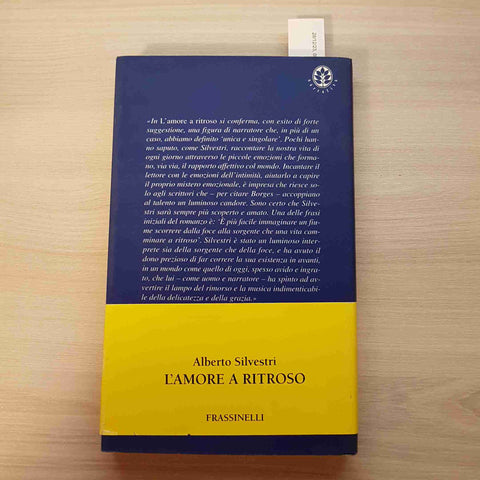 29/12/23
FRASSINELLI
«In L'amore a ritroso si conferma, con esito di forte
suggestione, una figura di narratore che, in più di un
caso, abbiamo definito 'unica e singolare'. Pochi han-
no saputo, come Silvestri, raccontare la nostra vita di
ogni giorno attraverso le piccole emozioni che forma-
no, via via, il rapporto affettivo col mondo. Incantare il
lettore con le emozioni dell'intimità, aiutarlo a capire
il proprio mistero emozionale, è impresa che riesce so-
lo agli scrittori che – per citare Borges – accoppiano
al talento un luminoso candore. Sono certo che Silve-
stri sarà sempre più scoperto e amato. Una delle frasi
iniziali del romanzo è: 'È più facile immaginare un fiu-
me scorrere dalla foce alla sorgente che una vita cam-
minare a ritroso'. Silvestri è stato un luminoso inter-
prete sia della sorgente che della foce, e ha avuto il
dono prezioso di far correre la sua esistenza in avanti,
in un mondo come quello di oggi, spesso avido e ingra-
to, che lui – come uomo e narratore – ha spinto ad av-
vertire il lampo del rimorso e la musica indimenticabi-
le della delicatezza e della grazia.»
Alberto Silvestri
L'AMORE A RITROSO
FRASSINELLI